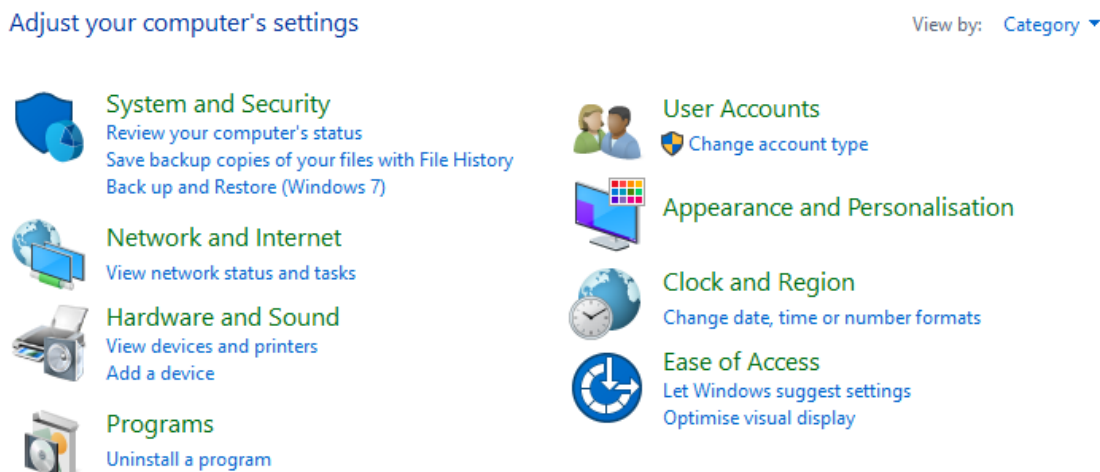 Adjust your computer's settings
View by: Category
System and Security
Review your computer's status
Save backup copies of your files with File History
Back up and Restore (Windows 7)
Network and Internet
View network status and tasks
Hardware and Sound
View devices and printers
Add a device
Programs
Uninstall a program
User Accounts
Change account type
Appearance and Personalisation
Clock and Region
Change date, time or number formats
Ease of Access
Let Windows suggest settings
Optimise visual display